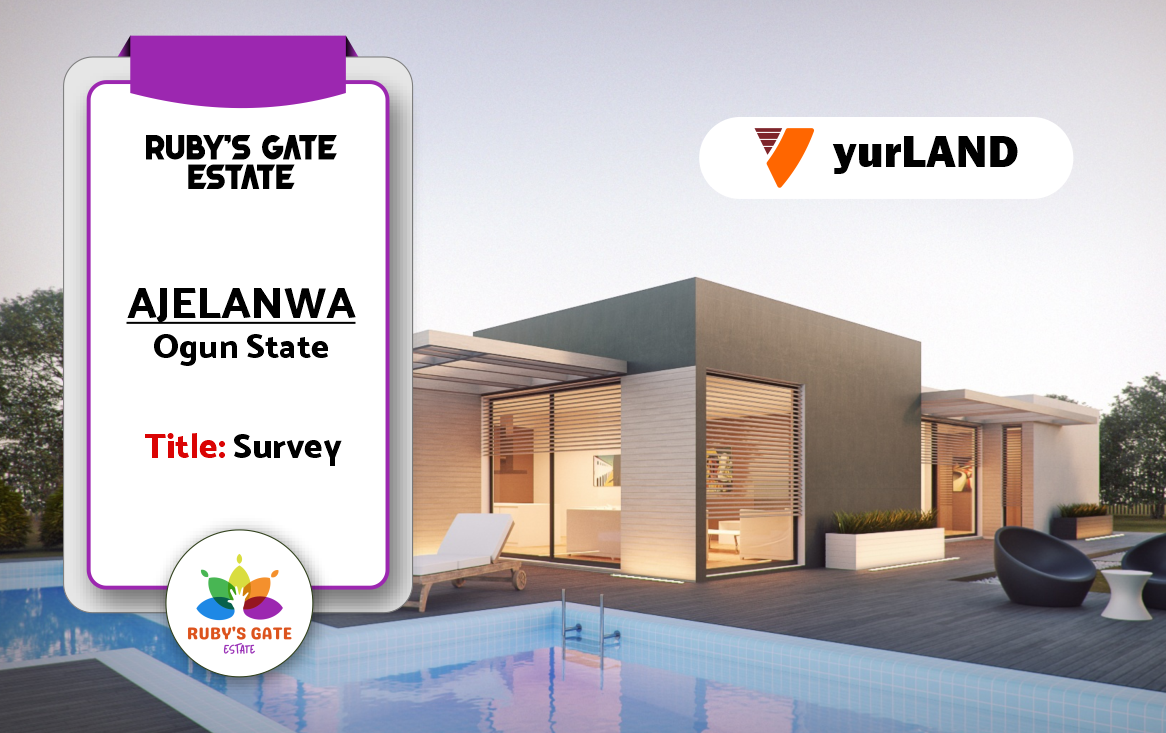 RUBY'S GATE
ESTATE
AJELANWA
Ogun State
Title: Survey
RUBY'S GATE
ESTATE
yurLAND